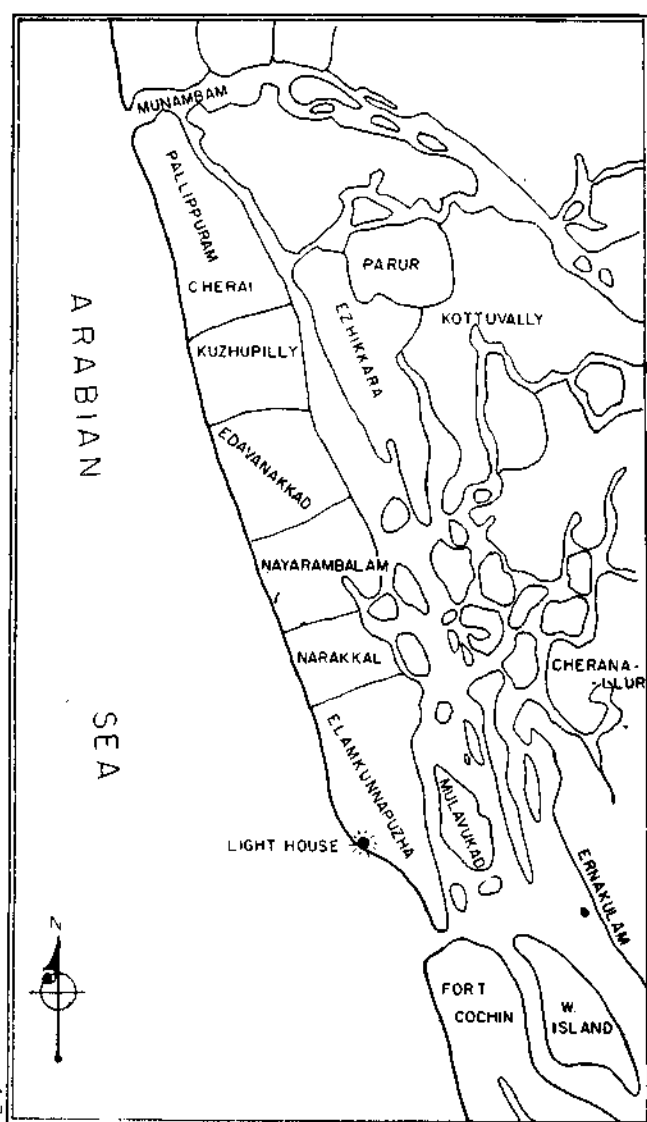 MUNAMBAM
PALLIPPURAM
CHERAI
PARUR
EZHIKKARA
KOTTUVALLY
KUZHUPILLY
ARABIAN
EDAVANAKKAD
NAYARAMBALAM
NARAKKAL
CHERANA-
-LLUR
SEA
ELAMKUNNAPUZHA
MULAVUKAD
LIGHT HOUSE
ERNAKULAM
N
FORT
COCHIN
W.
ISLAND